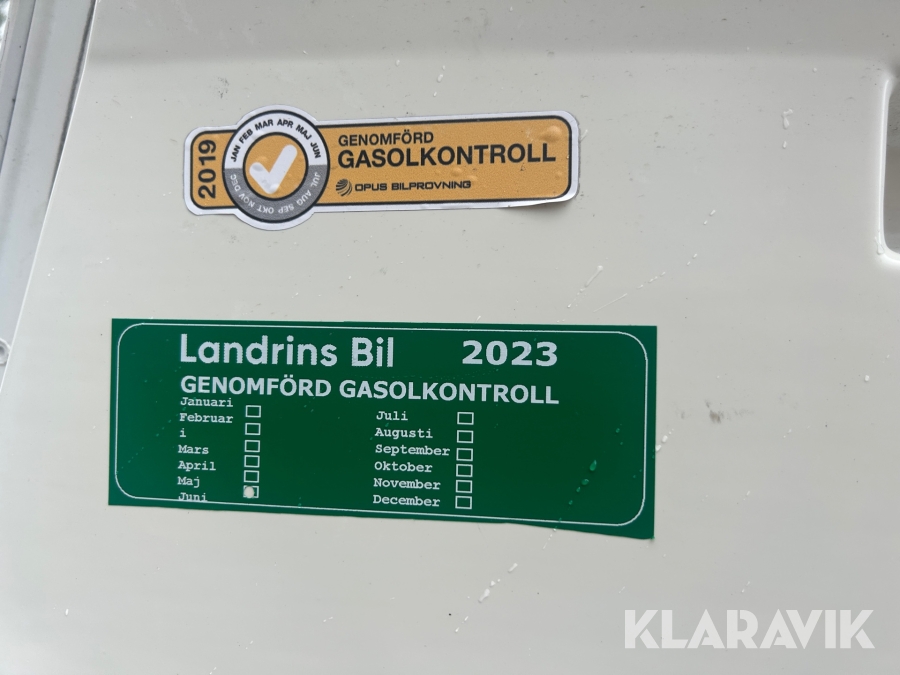 2019
JAN FEB MAR APR MAJ JUN
JUL AUG SEP OKT NOV DEC
GENOMFÖRD
GASOLKONTROLL
OPUS BILPROVNING
Landrins Bil 2023
GENOMFÖRD GASOLKONTROLL
Januari
Februar
i
Mars
April
Maj
Juni
Juli
Augusti
September
Oktober
November
December
KLARAVIK